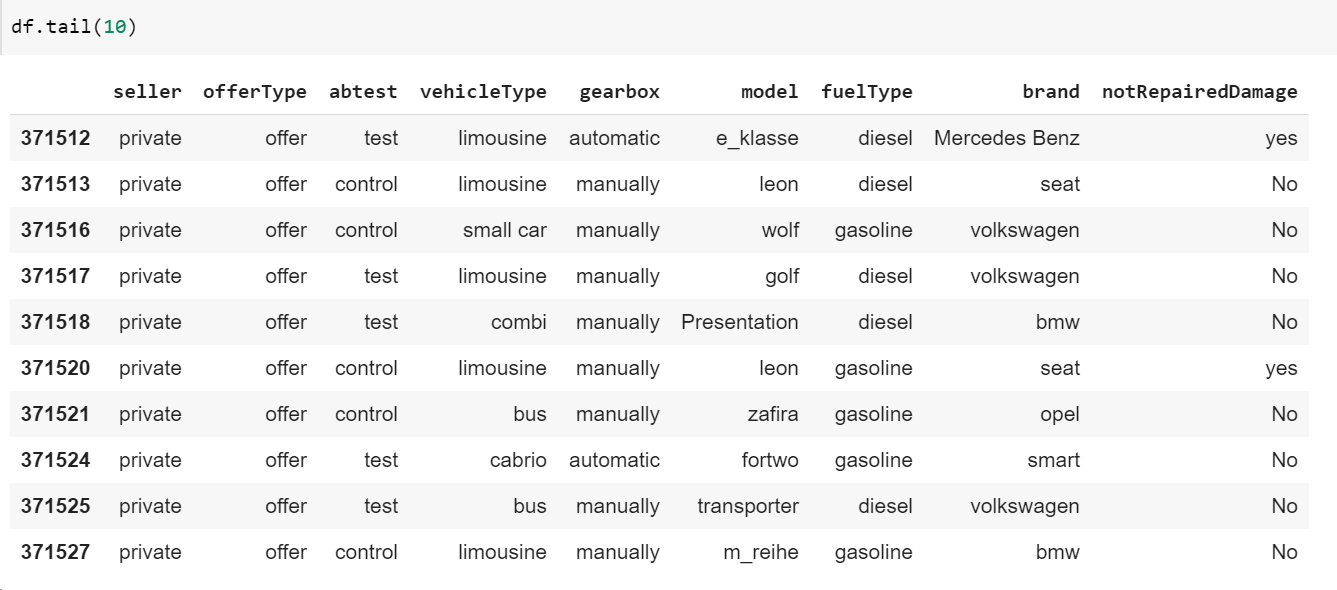 df.tail(10)
seller offerType abtest vehicleType gearbox model fuelType brand notRepairedDamage
371512 private offer test limousine automatic e_klasse diesel Mercedes Benz yes
371513 private offer control limousine manually leon diesel seat No
371516 private offer control small car manually wolf gasoline volkswagen No
371517 private offer test limousine manually golf diesel volkswagen No
371518 private offer test combi manually Presentation diesel bmw No
371520 private offer control limousine manually leon gasoline seat yes
371521 private offer control bus manually zafira gasoline opel No
371524 private offer test cabrio automatic fortwo gasoline smart No
371525 private offer test bus manually transporter diesel volkswagen No
371527 private offer control limousine manually m_reihe gasoline bmw No